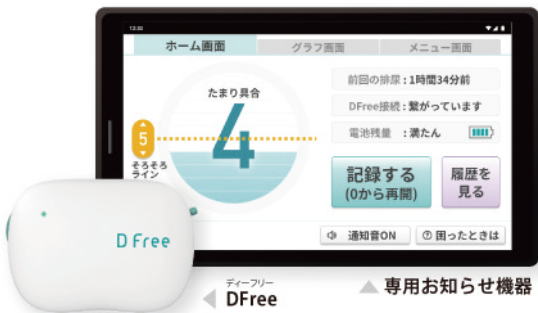 12:30
ホーム画面
グラフ画面
メニュー画面
たまり具合
4
5
そろそろ
ライン
前回の排尿：1時間34分前
DFree接続：繋がっています
電池残量 ：満たん
記録する
(0から再開)
履歴を
見る
通知音ON
困ったときは
D Free
ディーフリー
DFree
専用お知らせ機器